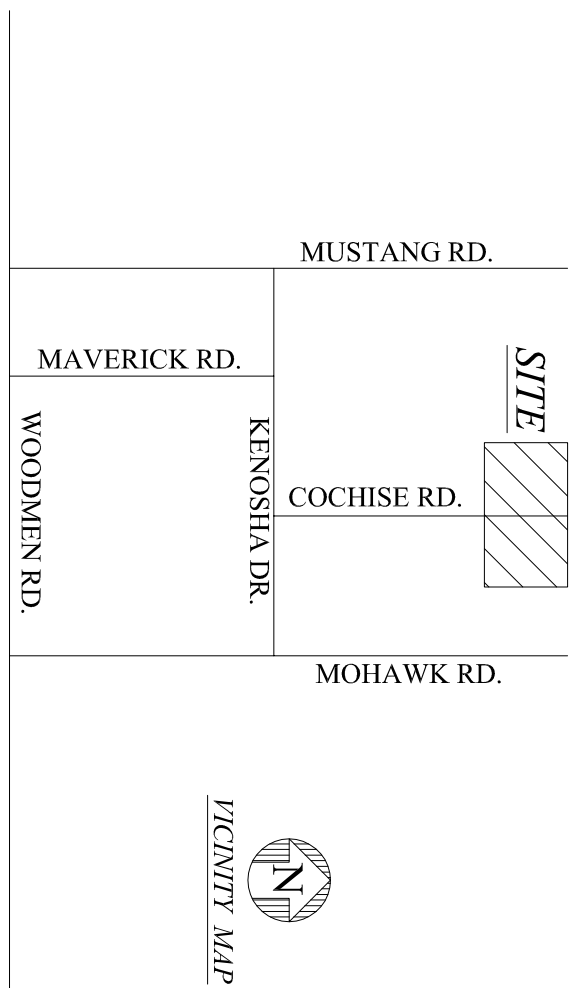 MUSTANG RD.
MAVERICK RD.
SITE
WOODMEN RD.
KENOSHA DR.
COCHISE RD.
MOHAWK RD.
N
VICINITY MAP